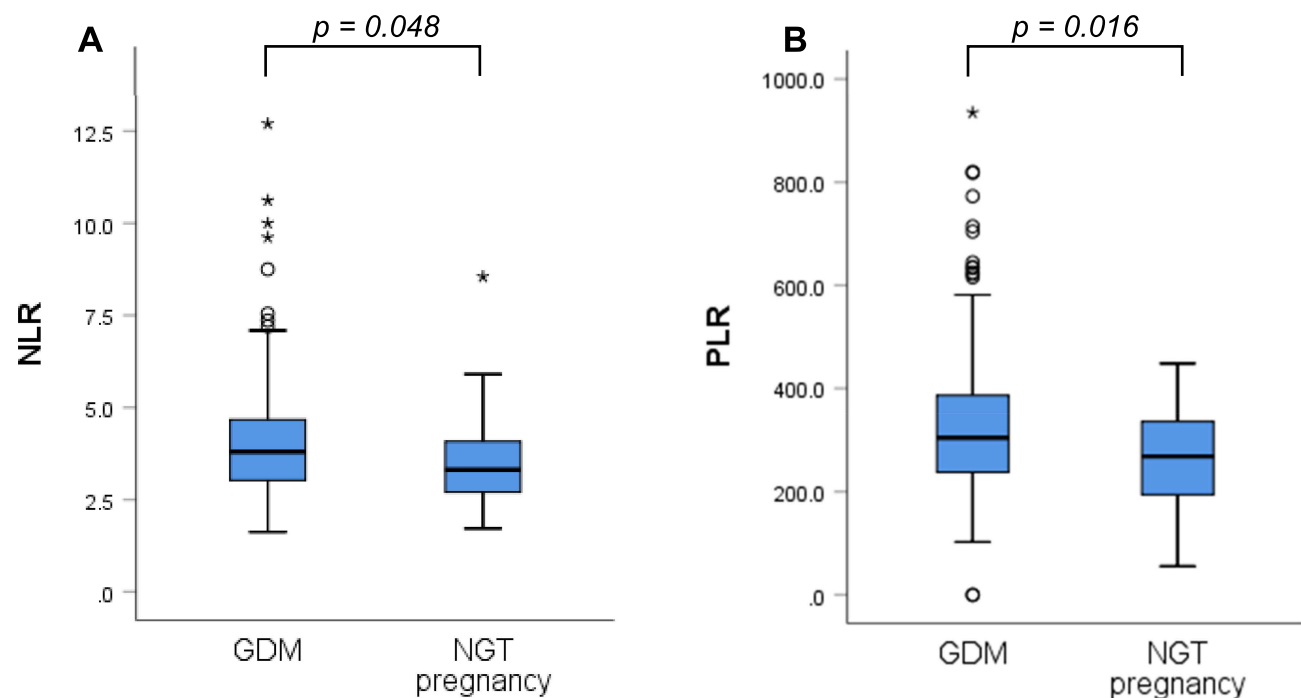 A
p = 0.048
12.5
10.0
7.5
5.0
2.5
.0
NLR
GDM
NGT
pregnancy
B
p = 0.016
1000.0
800.0
600.0
400.0
200.0
.0
PLR
GDM
NGT
pregnancy